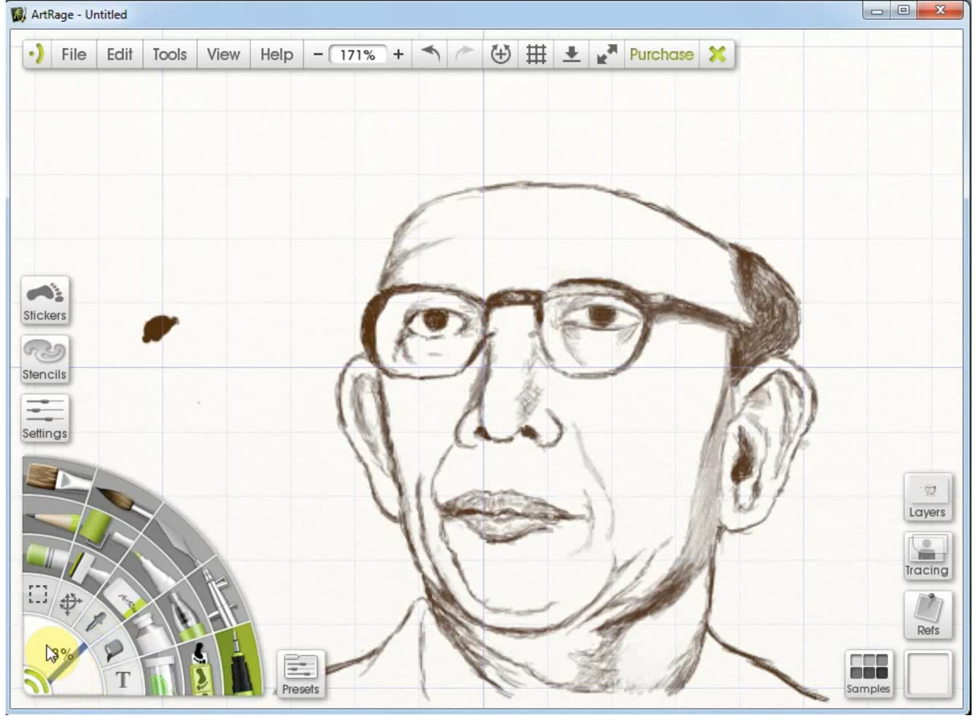 ArtRage - Untitled
File Edit Tools View Help − 171% + Purchase
Stickers
Stencils
Settings
Layers
Tracing
Refs
T
Presets
Samples